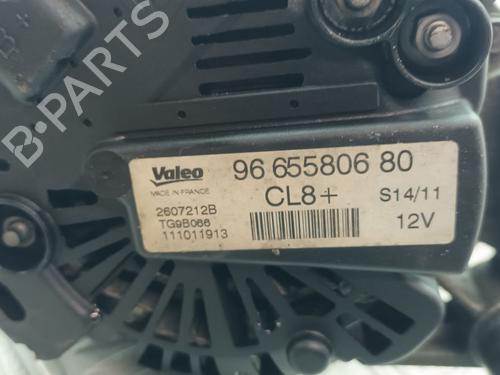 B+
B-PARTS
Valeo
MADE IN FRANCE
96 655806 80
CL8+
S14/11
12V
2607212B
TG9B066
111011913